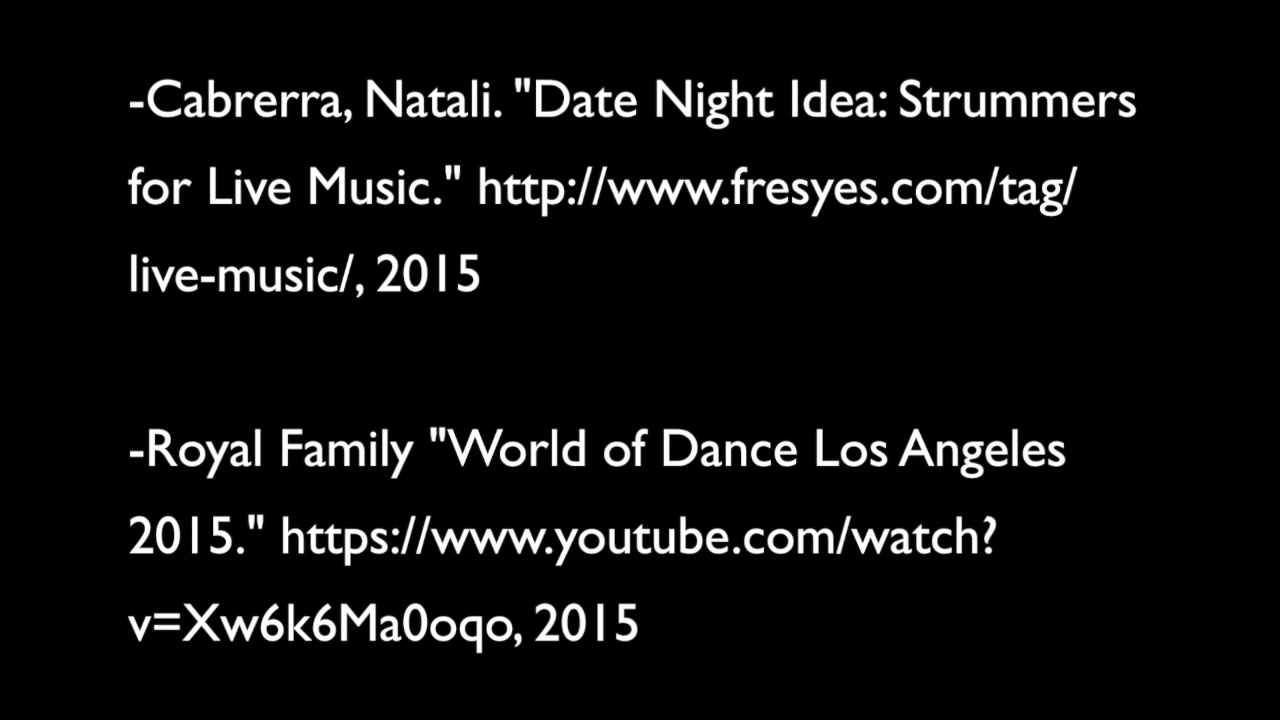 -Cabrerra, Natali. "Date Night Idea: Strummers
for Live Music." http://www.fresyes.com/tag/
live-music/, 2015
-Royal Family "World of Dance Los Angeles
2015." https://www.youtube.com/watch?
v=Xw6k6Ma0oqo, 2015